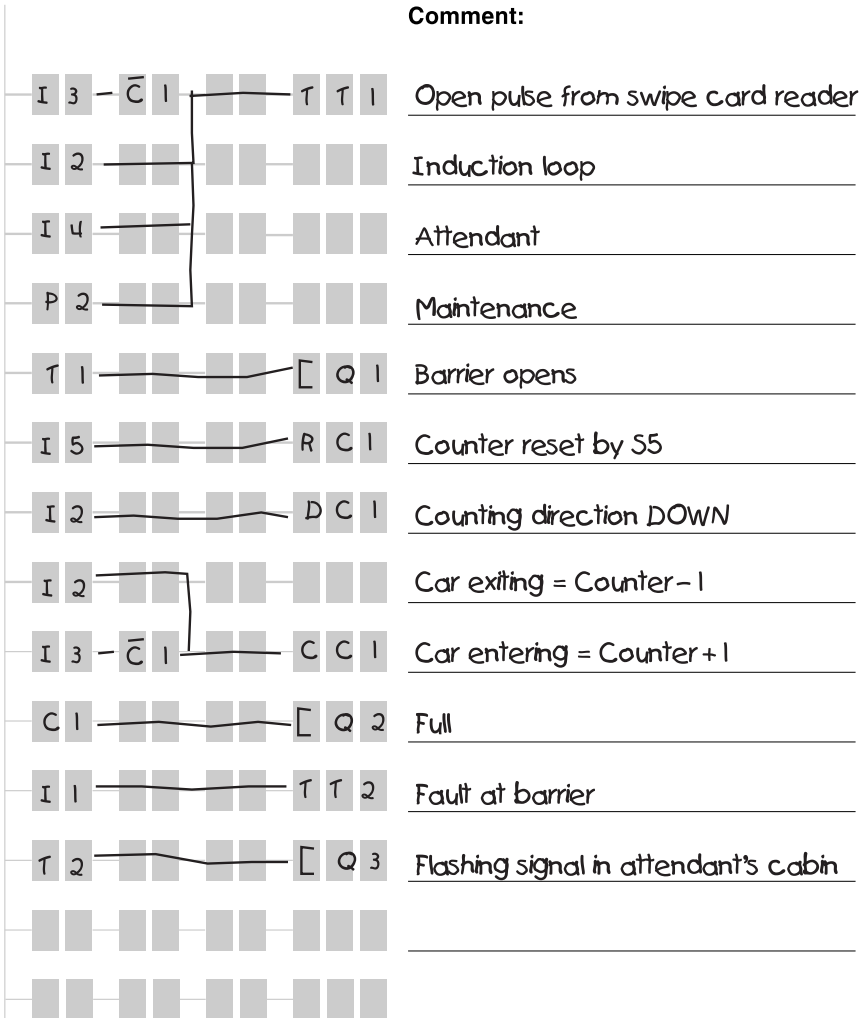 Comment:
I 3 C̅ 1 T T 1 Open pulse from swipe card reader
I 2 Induction loop
I 4 Attendant
P 2 Maintenance
T 1 [ Q 1 Barrier opens
I 5 R C 1 Counter reset by S5
I 2 D C 1 Counting direction DOWN
I 2 Car exiting = Counter-1
I 3 C̅ 1 C C 1 Car entering = Counter+1
C 1 [ Q 2 Full
I 1 T T 2 Fault at barrier
T 2 [ Q 3 Flashing signal in attendant's cabin